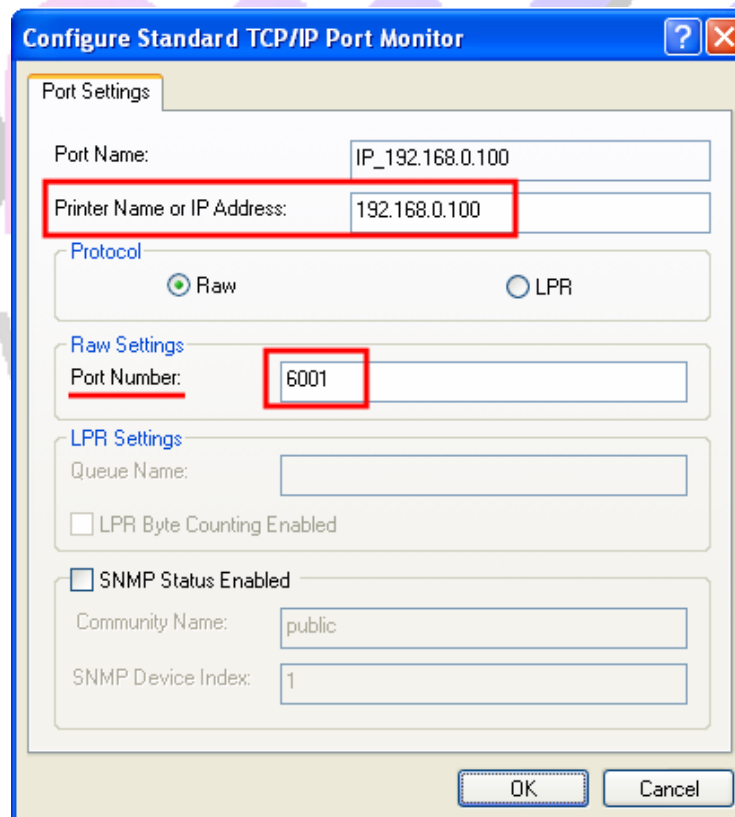 Configure Standard TCP/IP Port Monitor
Port Settings
Port Name: IP_192.168.0.100
Printer Name or IP Address: 192.168.0.100
Protocol
Raw LPR
Raw Settings
Port Number: 6001
LPR Settings
Queue Name:
LPR Byte Counting Enabled
SNMP Status Enabled
Community Name: public
SNMP Device Index: 1
OK Cancel